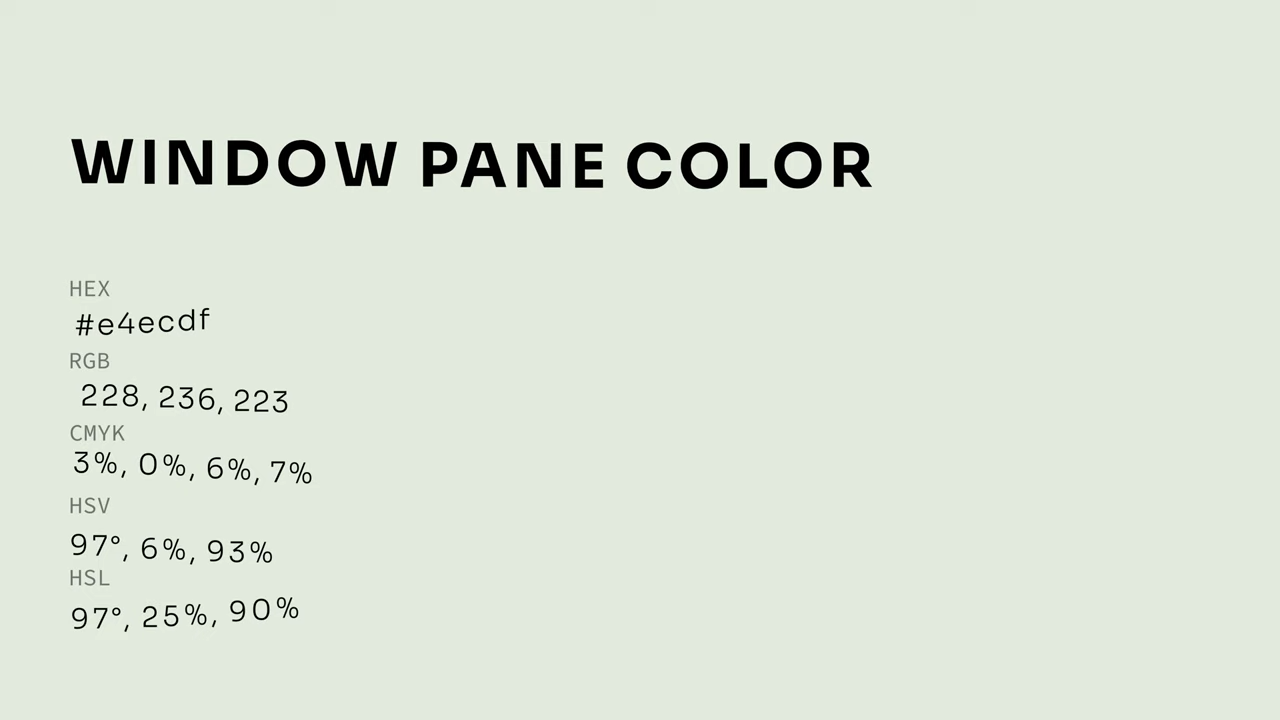 WINDOW PANE COLOR
HEX
#e4ecdf
RGB
228, 236, 223
CMYK
3%, 0%, 6%, 7%
HSV
97°, 6%, 93%
HSL
97°, 25%, 90%